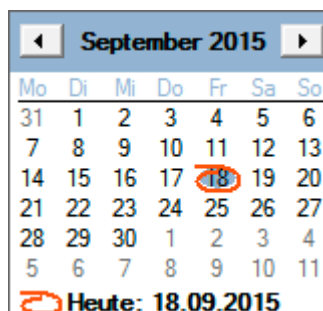 September 2015
Mo Di Mi Do Fr Sa So
31 1 2 3 4 5 6
7 8 9 10 11 12 13
14 15 16 17 18 19 20
21 22 23 24 25 26 27
28 29 30 1 2 3 4
5 6 7 8 9 10 11
Heute: 18.09.2015